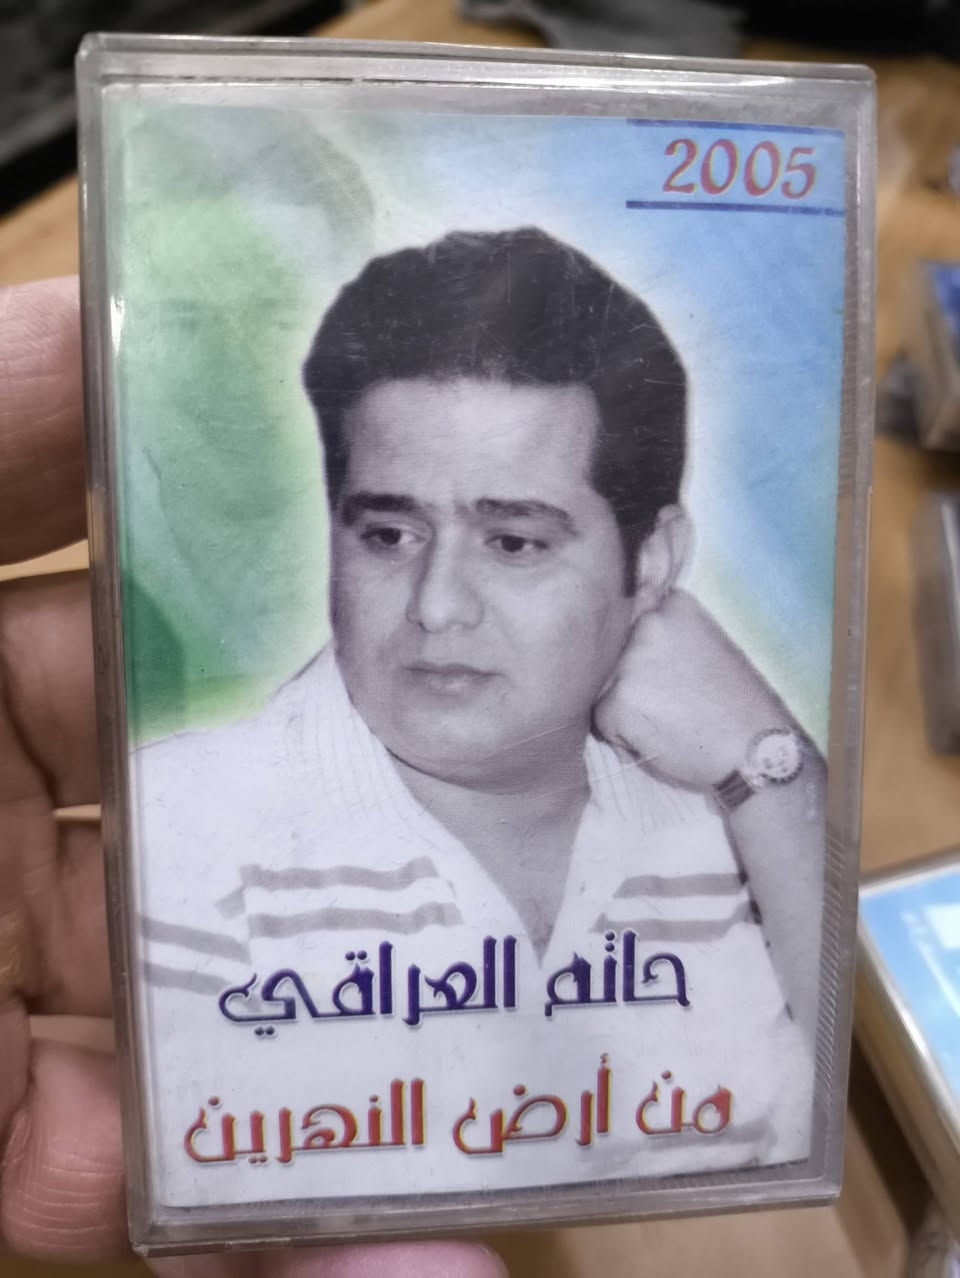 2005
حاتم العراقي
من أرض النهرين